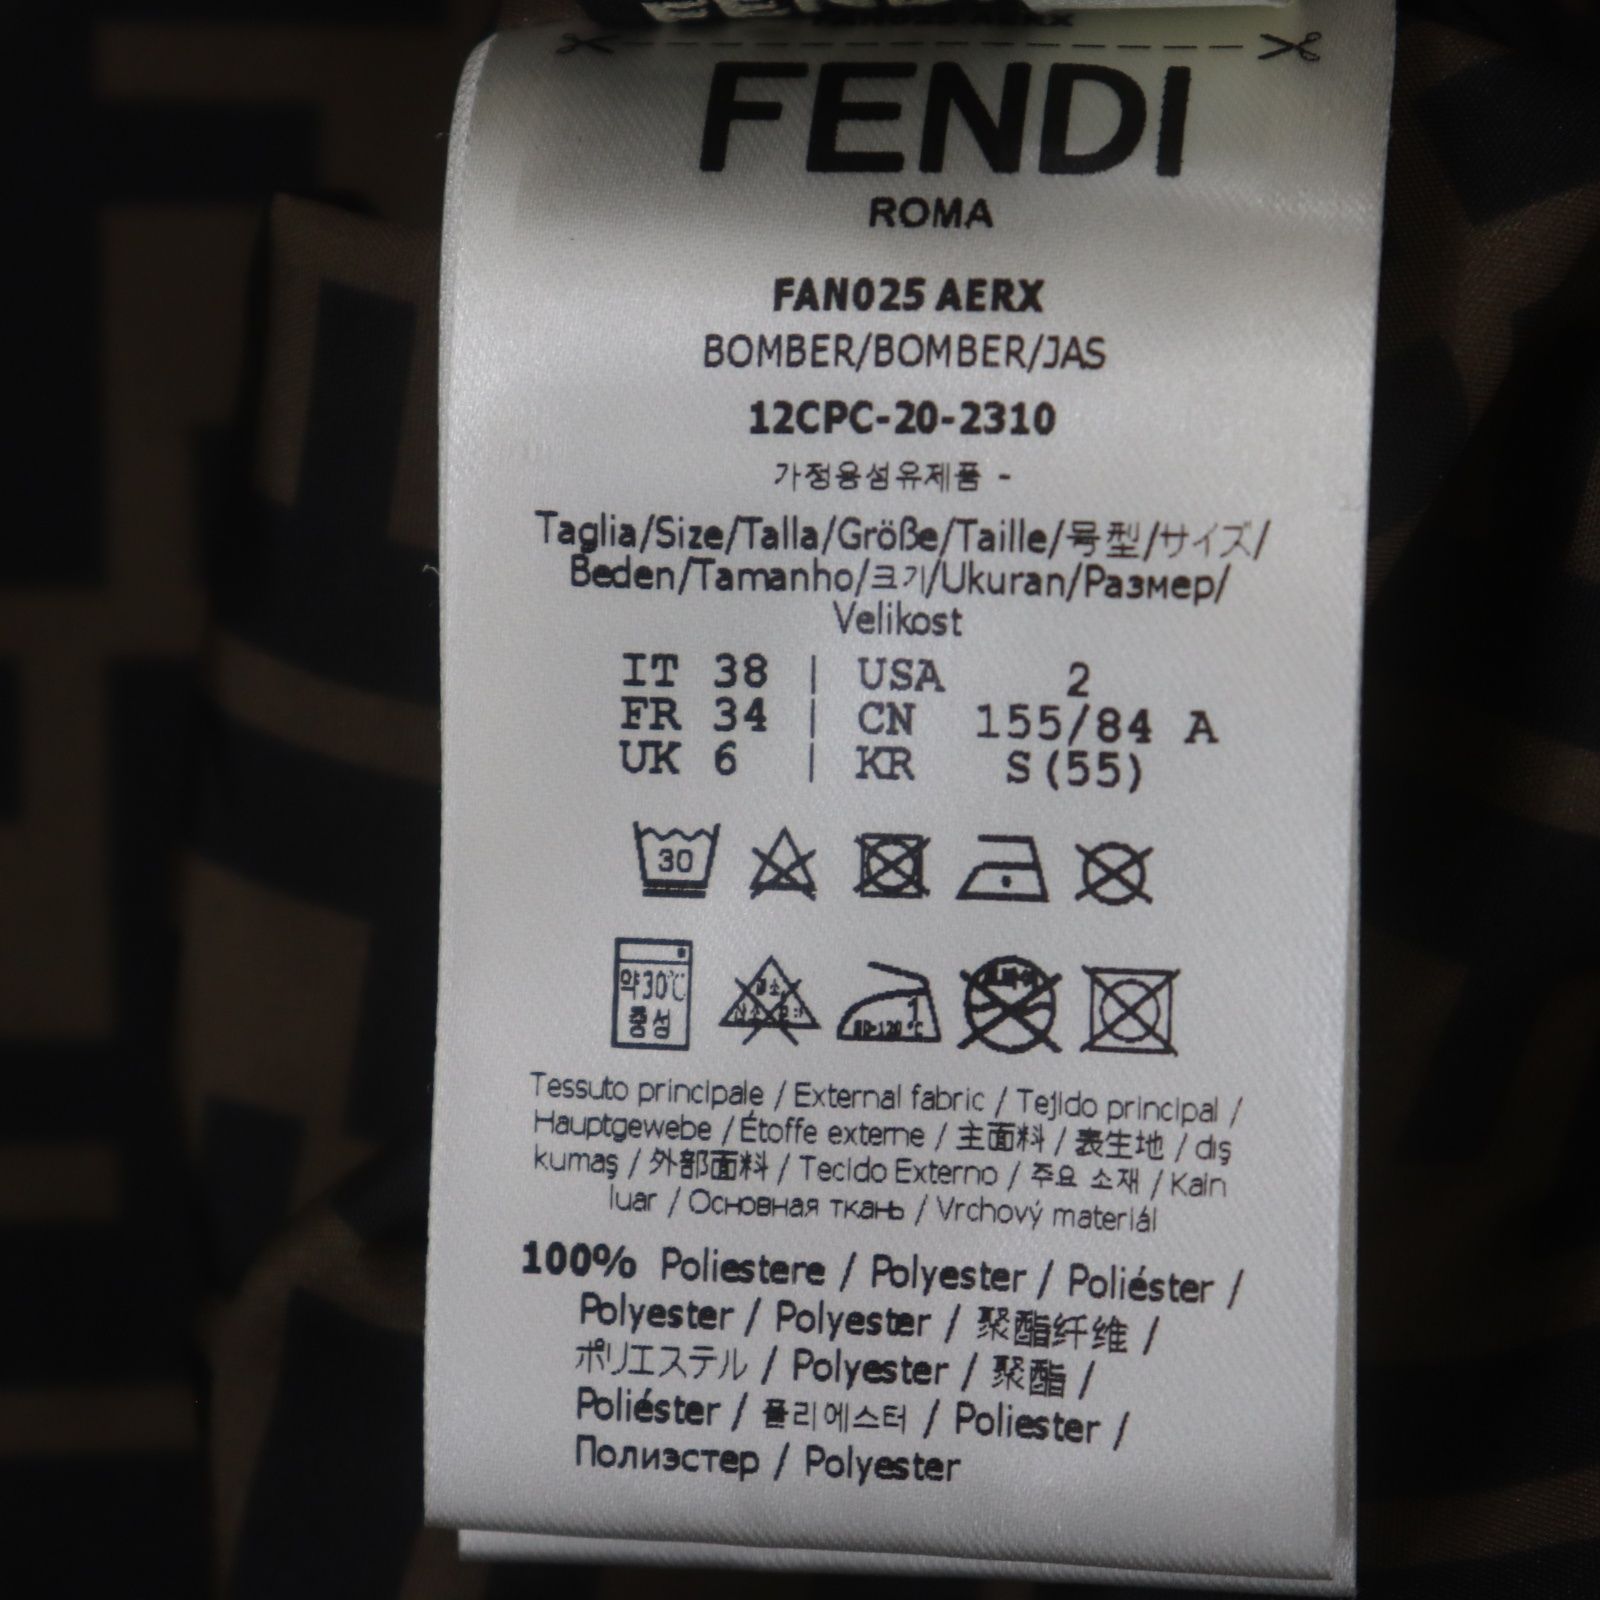 FENDI
ROMA
FAN025 AERX
BOMBER/BOMBER/JAS
12CPC-20-2310
가정용섬유제품 -
Taglia/Size/Talla/Größe/Taille/号型/サイズ/
Beden/Tamanho/크기/Ukuran/Размер/
Velikost
IT 38 | USA 2
FR 34 | CN 155/84 A
UK 6 | KR S(55)
30
약30℃
중성
Tessuto principale / External fabric / Tejido principal /
Hauptgewebe / Étoffe externe / 主面料 / 表生地 / dış
kumaş / 外部面料 / Tecido Externo / 주요 소재 / Kain
luar / Основная ткань / Vrchový materiál
100% Poliestere / Polyester / Poliéster /
Polyester / Polyester / 聚酯纤维 /
ポリエステル / Polyester / 聚酯 /
Poliéster / 폴리에스터 / Poliester /
Полиэстер / Polyester